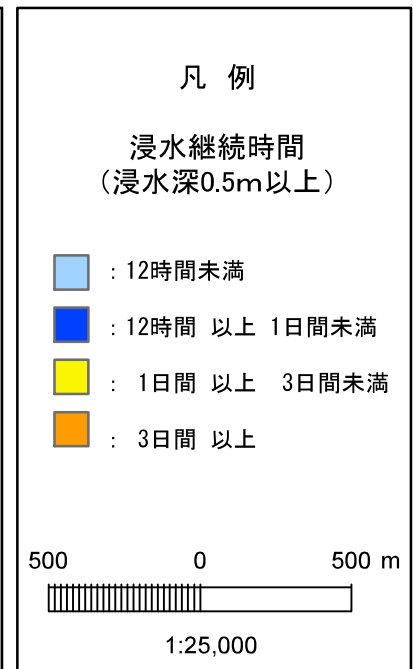 凡 例
浸水継続時間
（浸水深0.5m以上）
：12時間未満
：12時間 以上 1日間未満
： 1日間 以上 3日間未満
： 3日間 以上
500 0 500 m
1:25,000